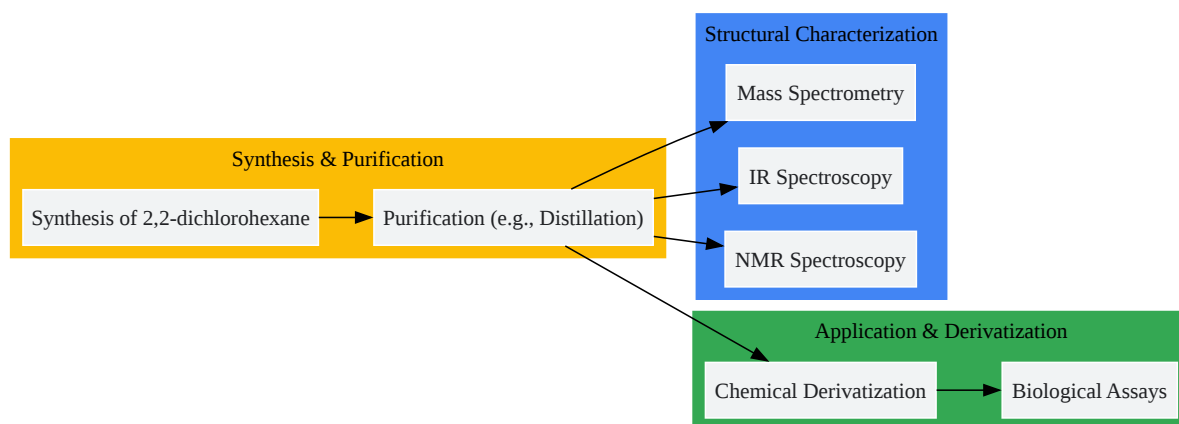 Synthesis & Purification
Synthesis of 2,2-dichlorohexane
Purification (e.g., Distillation)
Structural Characterization
Mass Spectrometry
IR Spectroscopy
NMR Spectroscopy
Application & Derivatization
Chemical Derivatization
Biological Assays